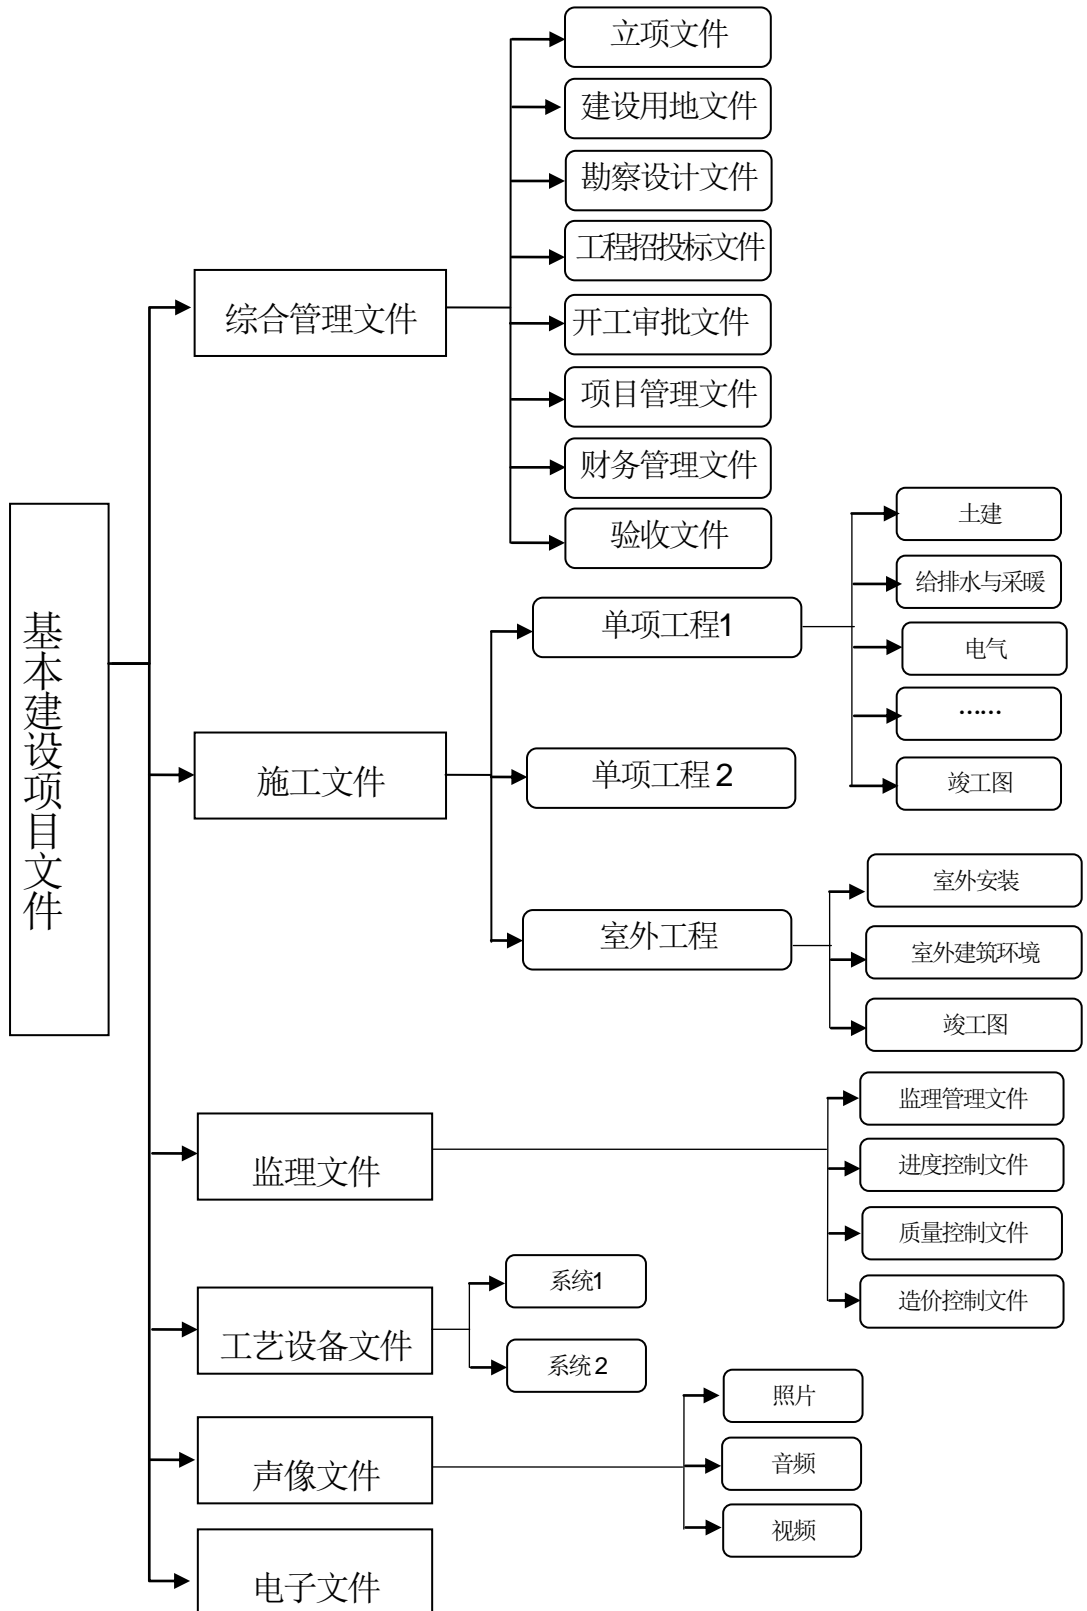 基本建设项目文件
综合管理文件
立项文件
建设用地文件
勘察设计文件
工程招投标文件
开工审批文件
项目管理文件
财务管理文件
验收文件
施工文件
单项工程1
土建
给排水与采暖
电气
……
竣工图
单项工程2
室外工程
室外安装
室外建筑环境
竣工图
监理文件
监理管理文件
进度控制文件
质量控制文件
造价控制文件
工艺设备文件
系统1
系统2
声像文件
照片
音频
视频
电子文件